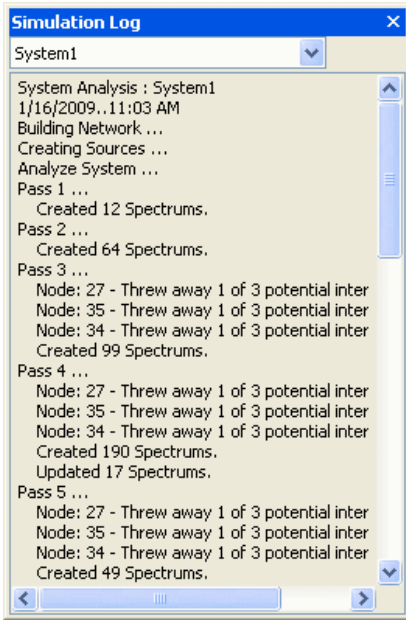 Simulation Log
System1
System Analysis : System1
1/16/2009..11:03 AM
Building Network ...
Creating Sources ...
Analyze System ...
Pass 1 ...
Created 12 Spectrums.
Pass 2 ...
Created 64 Spectrums.
Pass 3 ...
Node: 27 - Threw away 1 of 3 potential inter
Node: 35 - Threw away 1 of 3 potential inter
Node: 34 - Threw away 1 of 3 potential inter
Created 99 Spectrums.
Pass 4 ...
Node: 27 - Threw away 1 of 3 potential inter
Node: 35 - Threw away 1 of 3 potential inter
Node: 34 - Threw away 1 of 3 potential inter
Created 190 Spectrums.
Updated 17 Spectrums.
Pass 5 ...
Node: 27 - Threw away 1 of 3 potential inter
Node: 35 - Threw away 1 of 3 potential inter
Node: 34 - Threw away 1 of 3 potential inter
Created 49 Spectrums.